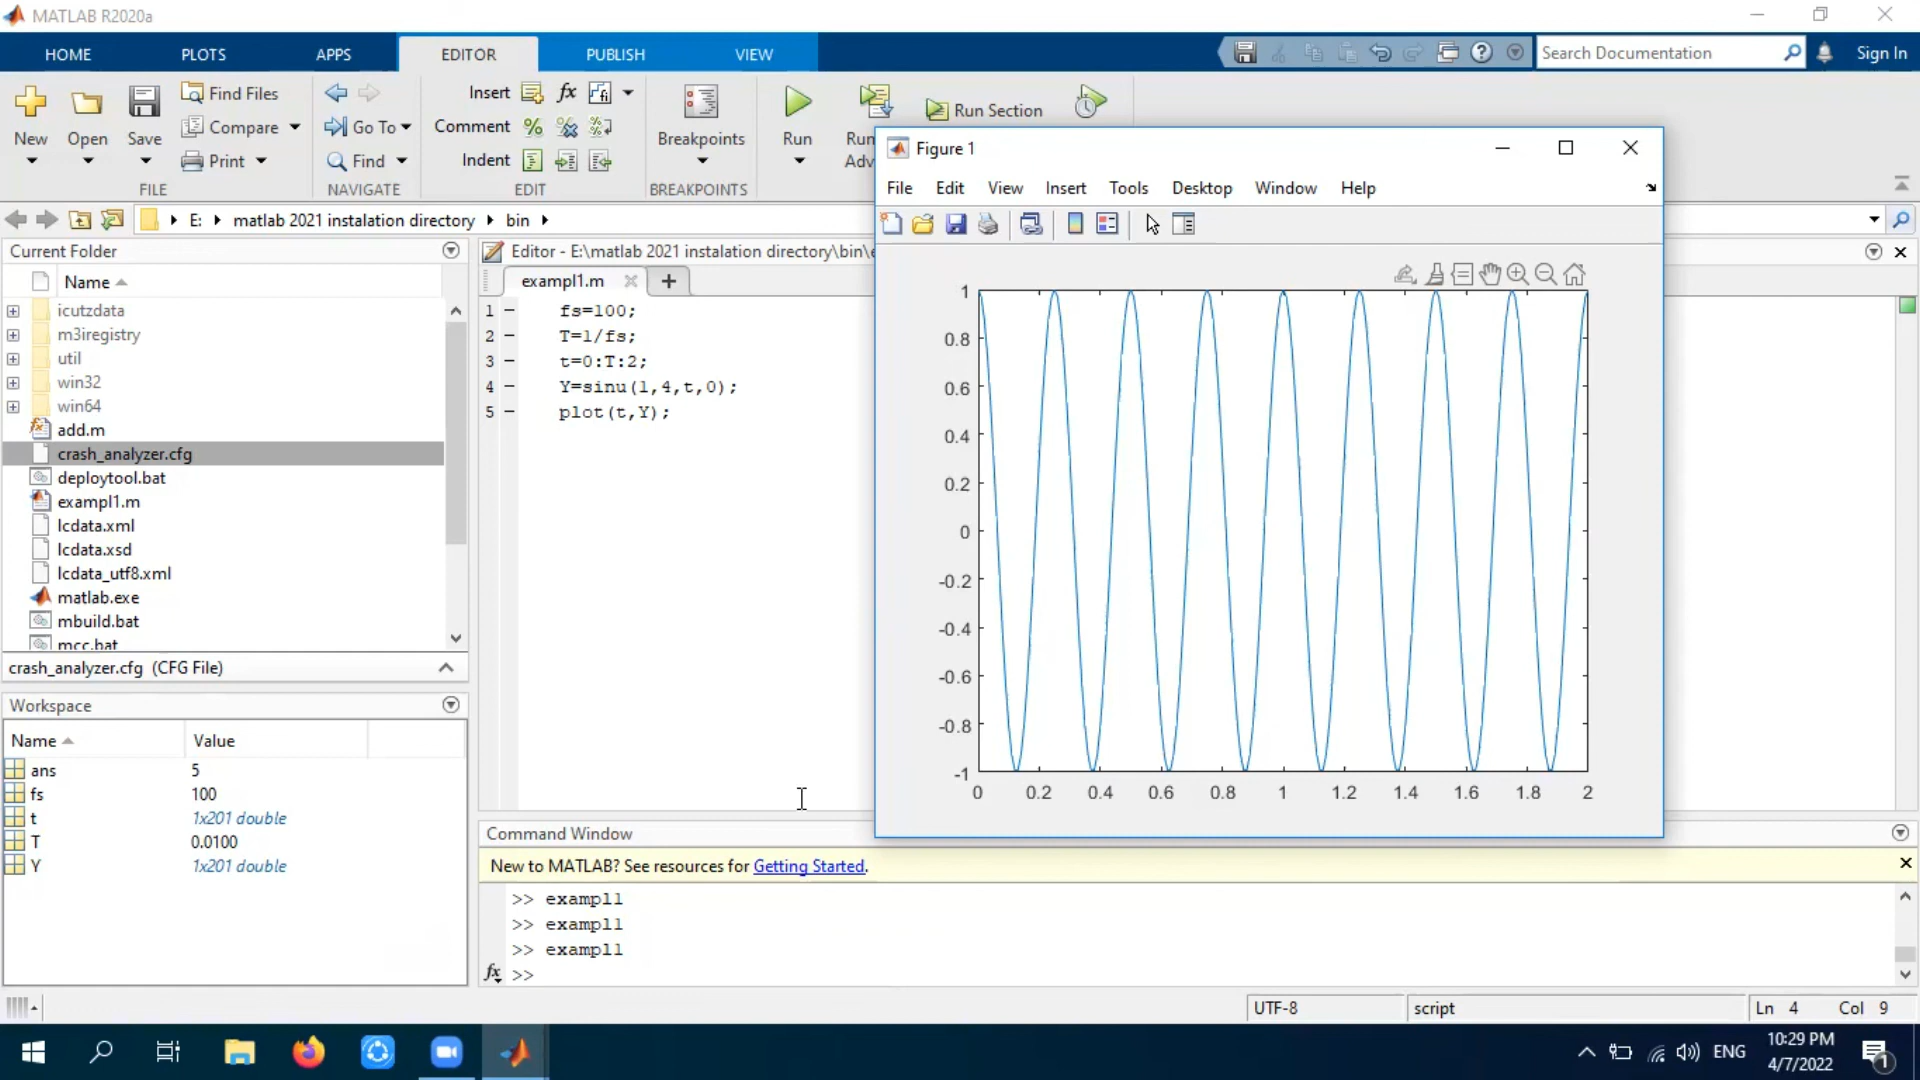 MATLAB R2020a
HOME
PLOTS
APPS
EDITOR
PUBLISH
VIEW
Search Documentation
Sign In
New
Open
Save
Find Files
Compare
Print
FILE
Go To
Find
NAVIGATE
Insert
fx
Comment
Indent
EDIT
Breakpoints
BREAKPOINTS
Run
Run
Adv
Run Section
E:
matlab 2021 instalation directory
bin
Current Folder
Name
icutzdata
m3iregistry
util
win32
win64
add.m
crash_analyzer.cfg
deploytool.bat
exampl1.m
lcdata.xml
lcdata.xsd
lcdata_utf8.xml
matlab.exe
mbuild.bat
mcc.bat
crash_analyzer.cfg (CFG File)
Workspace
Name Value
ans 5
fs 100
t 1x201 double
T 0.0100
Y 1x201 double
Editor - E:\matlab 2021 instalation directory\bin\e
exampl1.m
1 – fs=100;
2 – T=1/fs;
3 – t=0:T:2;
4 – Y=sinu(1,4,t,0);
5 – plot(t,Y);
Figure 1
File Edit View Insert Tools Desktop Window Help
1
0.8
0.6
0.4
0.2
0
-0.2
-0.4
-0.6
-0.8
-1
0 0.2 0.4 0.6 0.8 1 1.2 1.4 1.6 1.8 2
Command Window
New to MATLAB? See resources for Getting Started.
>> exampl1
>> exampl1
>> exampl1
fx >>
UTF-8
script
Ln 4 Col 9
ENG
10:29 PM
4/7/2022
1